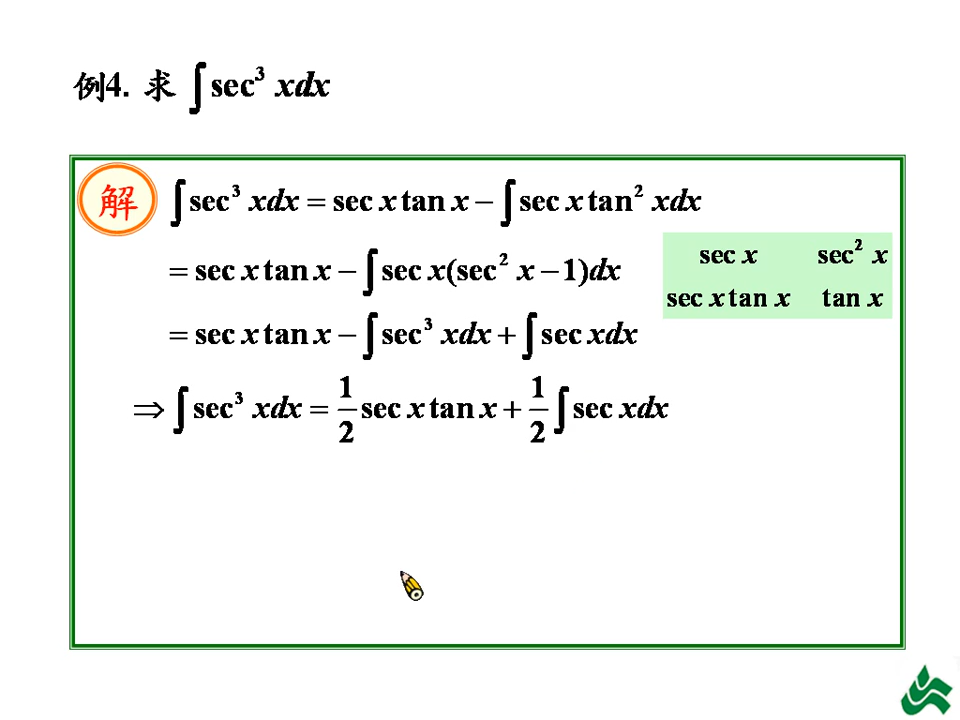 例4. 求 ∫sec³ xdx
解 ∫sec³ xdx = sec x tan x − ∫sec x tan² xdx
= sec x tan x − ∫sec x(sec² x −1)dx
sec x sec² x
sec x tan x tan x
= sec x tan x − ∫sec³ xdx + ∫sec xdx
⇒ ∫sec³ xdx = 1/2 sec x tan x + 1/2 ∫sec xdx